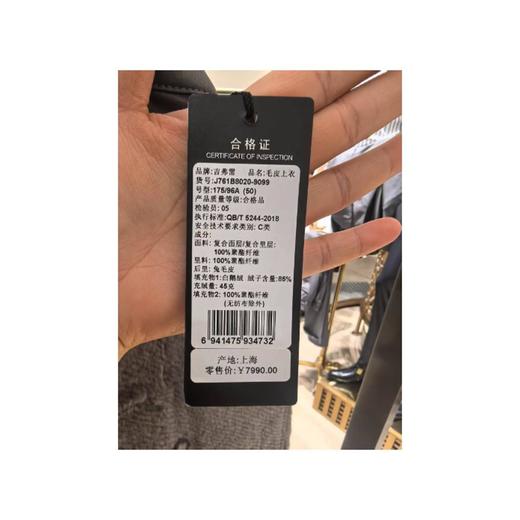 合格证
CERTIFICATE OF INSPECTION
品牌:吉弗雷 品名:毛皮上衣
货号:J761B8020-9099
号型:175/96A (50)
产品质量等级:合格品
检验员: 05
执行标准:QB/T 5244-2018
安全技术要求类别: C类
成分:
面料: 复合面层/复合里层:
100%聚酯纤维
里料: 100%聚酯纤维
后里: 兔毛皮
填充物1:白鹅绒 绒子含量:85%
充绒量: 45克
填充物2: 100%聚酯纤维
(无纺布除外)
6 941475 934732
产地: 上海
零售价: ¥7990.00